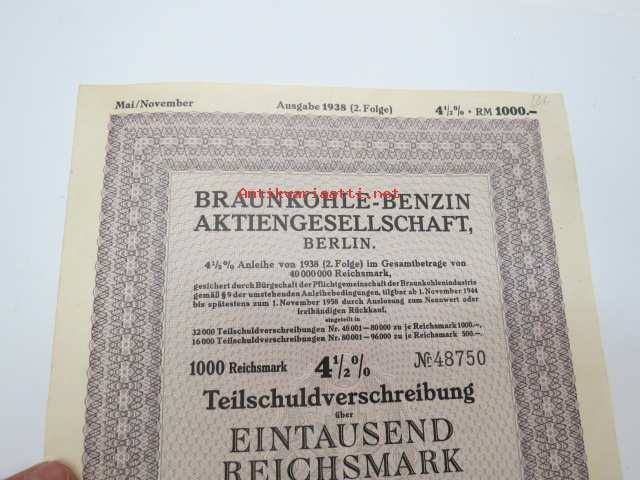 Mai/November Ausgabe 1938 (2. Folge) 4½% · RM 1000.–
BRAUNKOHLE-BENZIN
Antikvariaatti.net
AKTIENGESELLSCHAFT,
BERLIN.
4½% Anleihe von 1938 (2. Folge) im Gesamtbetrage von
40 000 000 Reichsmark,
gesichert durch Bürgschaft der Pflichtgemeinschaft der Braunkohlenindustrie
gemäß § 9 der umstehenden Anleihebedingungen, tilgbar ab 1. November 1944
bis spätestens zum 1. November 1958 durch Auslosung zum Nennwert oder
freihändigen Rückkauf,
eingeteilt in
32 000 Teilschuldverschreibungen Nr. 48 001–80 000 zu je Reichsmark 1000.–,
16 000 Teilschuldverschreibungen Nr. 80 001–96 000 zu je Reichsmark 500.–.
1000 Reichsmark 4½% № 48750
Teilschuldverschreibung
über
EINTAUSEND
REICHSMARK